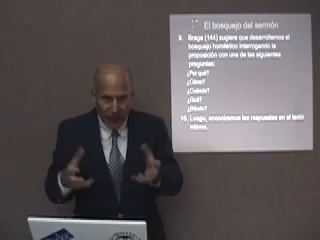 El bosquejo del sermón
9. Braga (144) sugiere que desarrollemos el
bosquejo homilético interrogando la
proposición con una de las siguientes
preguntas:
¿Por qué?
¿Cómo?
¿Cuándo?
¿Qué?
¿Dónde?
10. Luego, encontremos las respuestas en el texto
mismo.